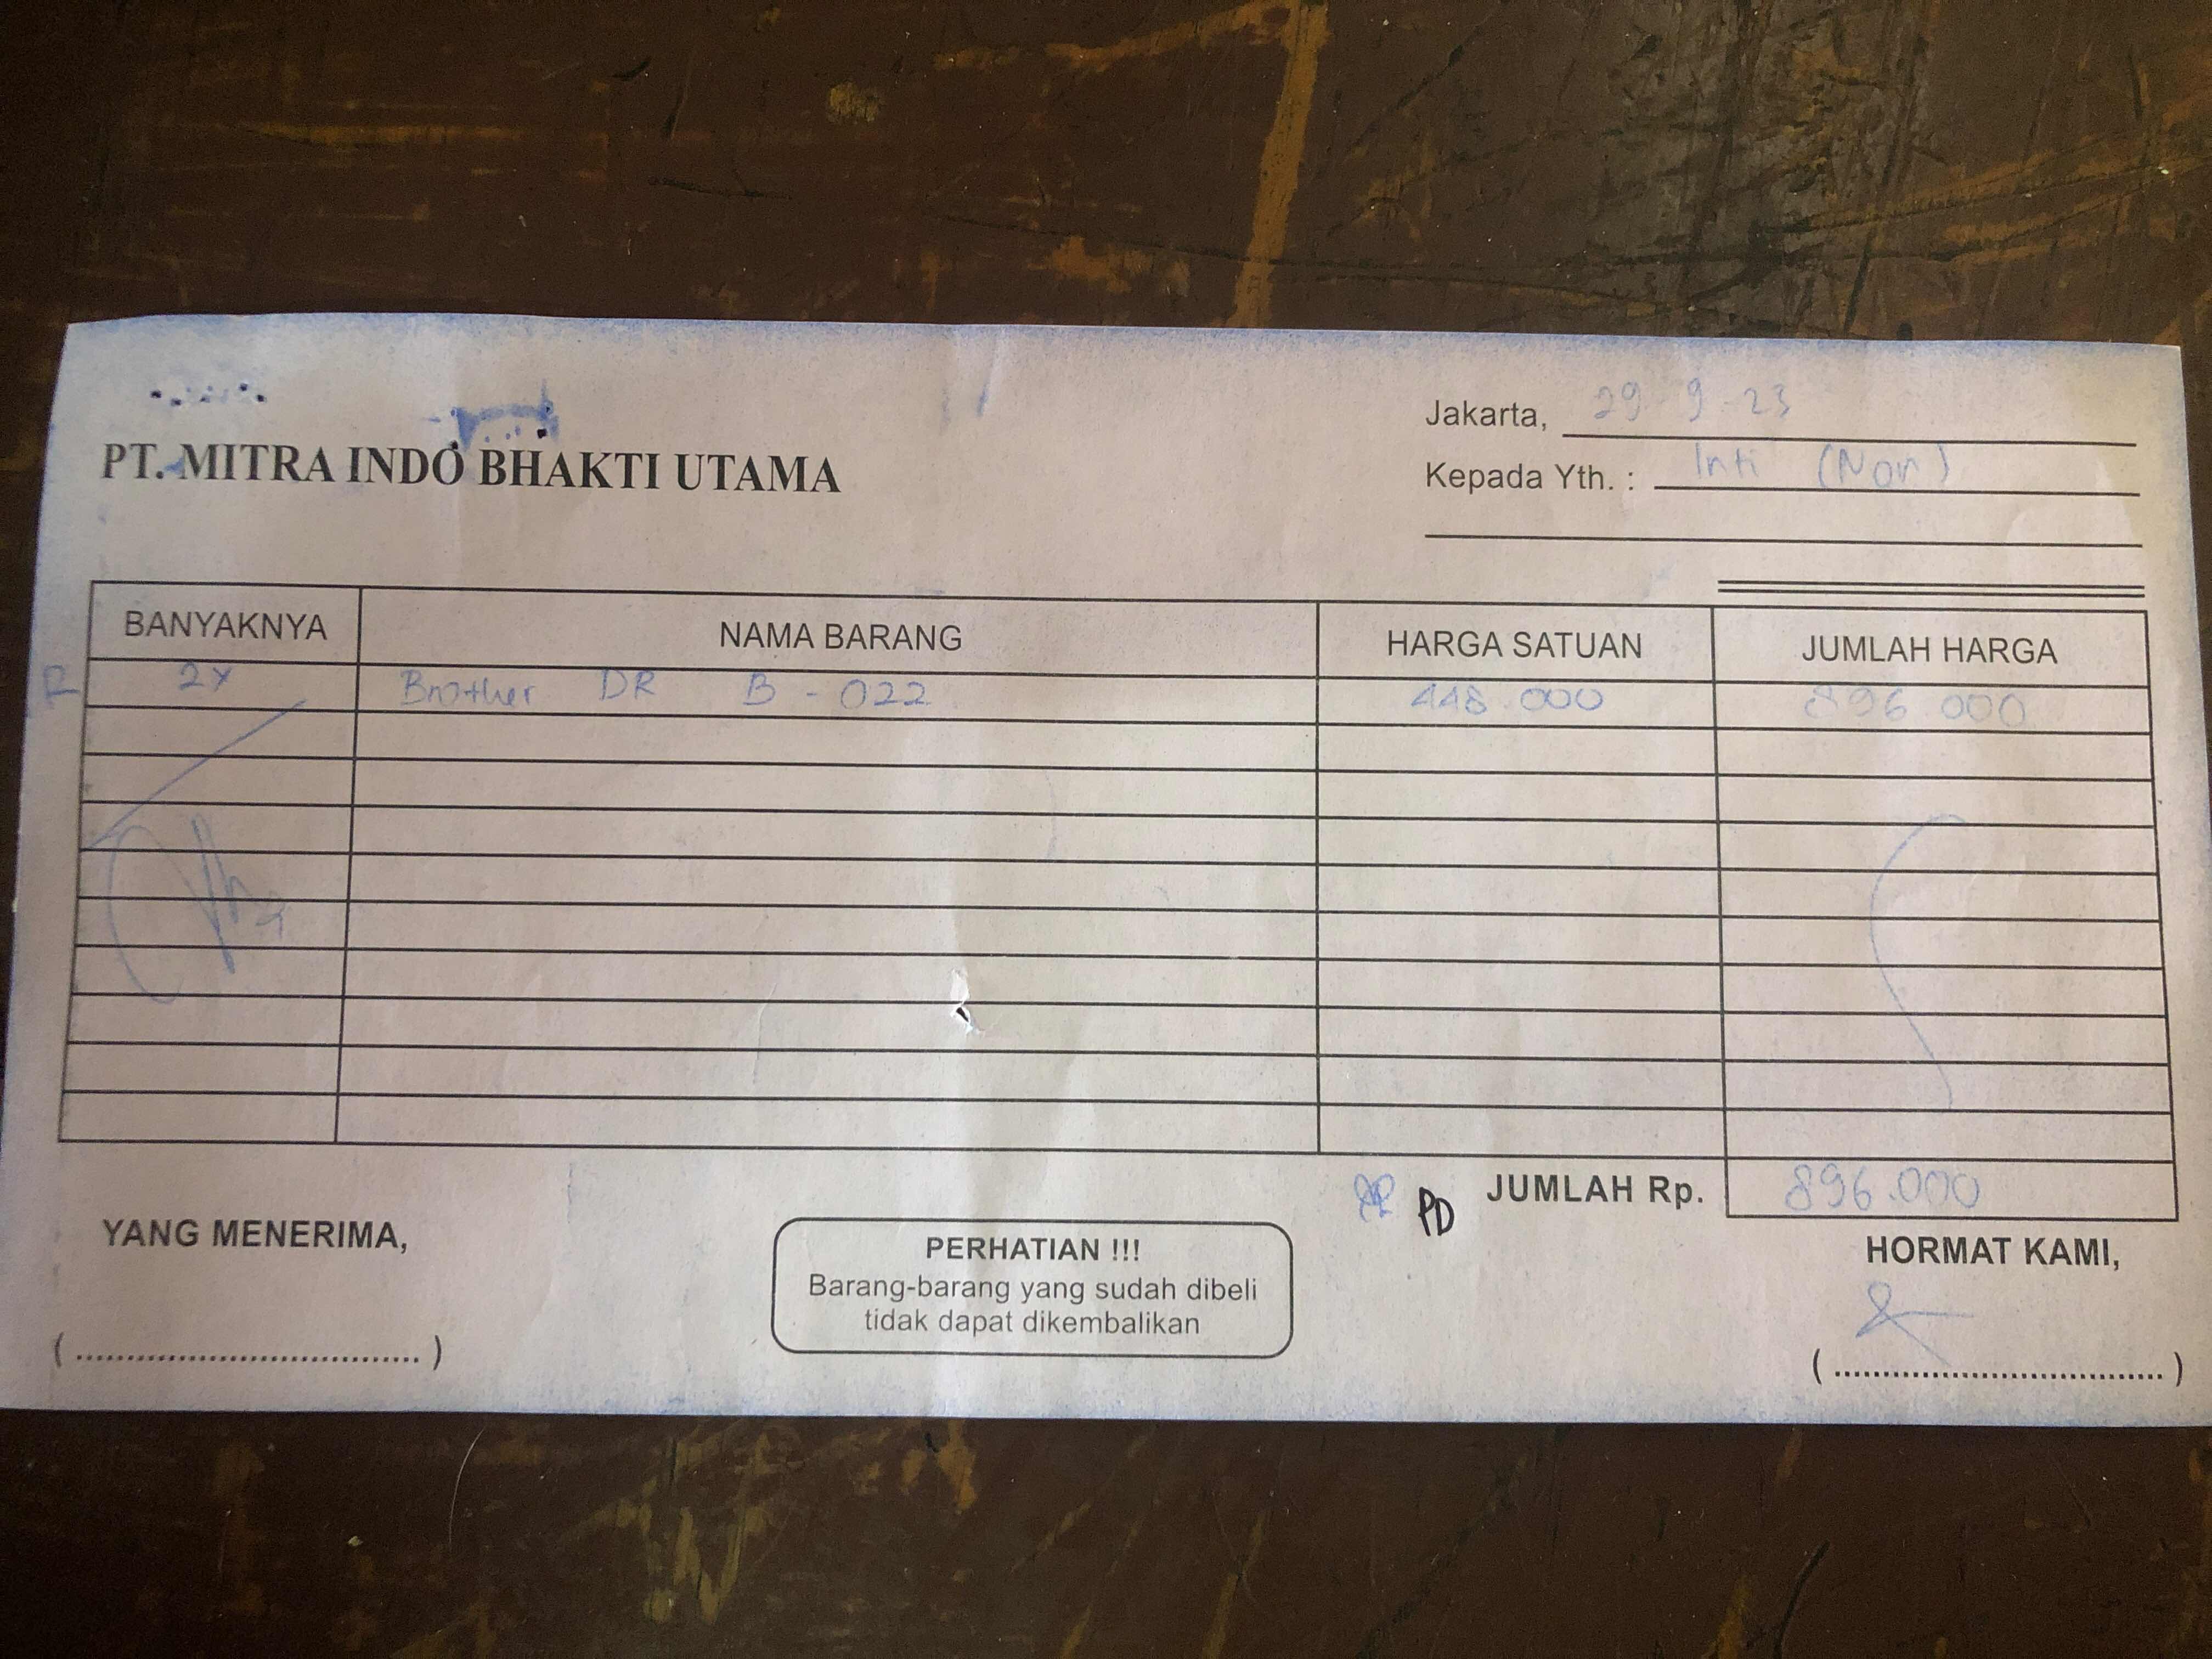 PT. MITRA INDO BHAKTI UTAMA
Jakarta, 29 - 9 - 23
Kepada Yth. : Inti (Nor)
BANYAKNYA NAMA BARANG HARGA SATUAN JUMLAH HARGA
2x Brother DR B - 022 448.000 896.000
PD JUMLAH Rp. 896.000
YANG MENERIMA,
PERHATIAN !!!
Barang-barang yang sudah dibeli
tidak dapat dikembalikan
HORMAT KAMI,
( .................................... )
( .................................... )